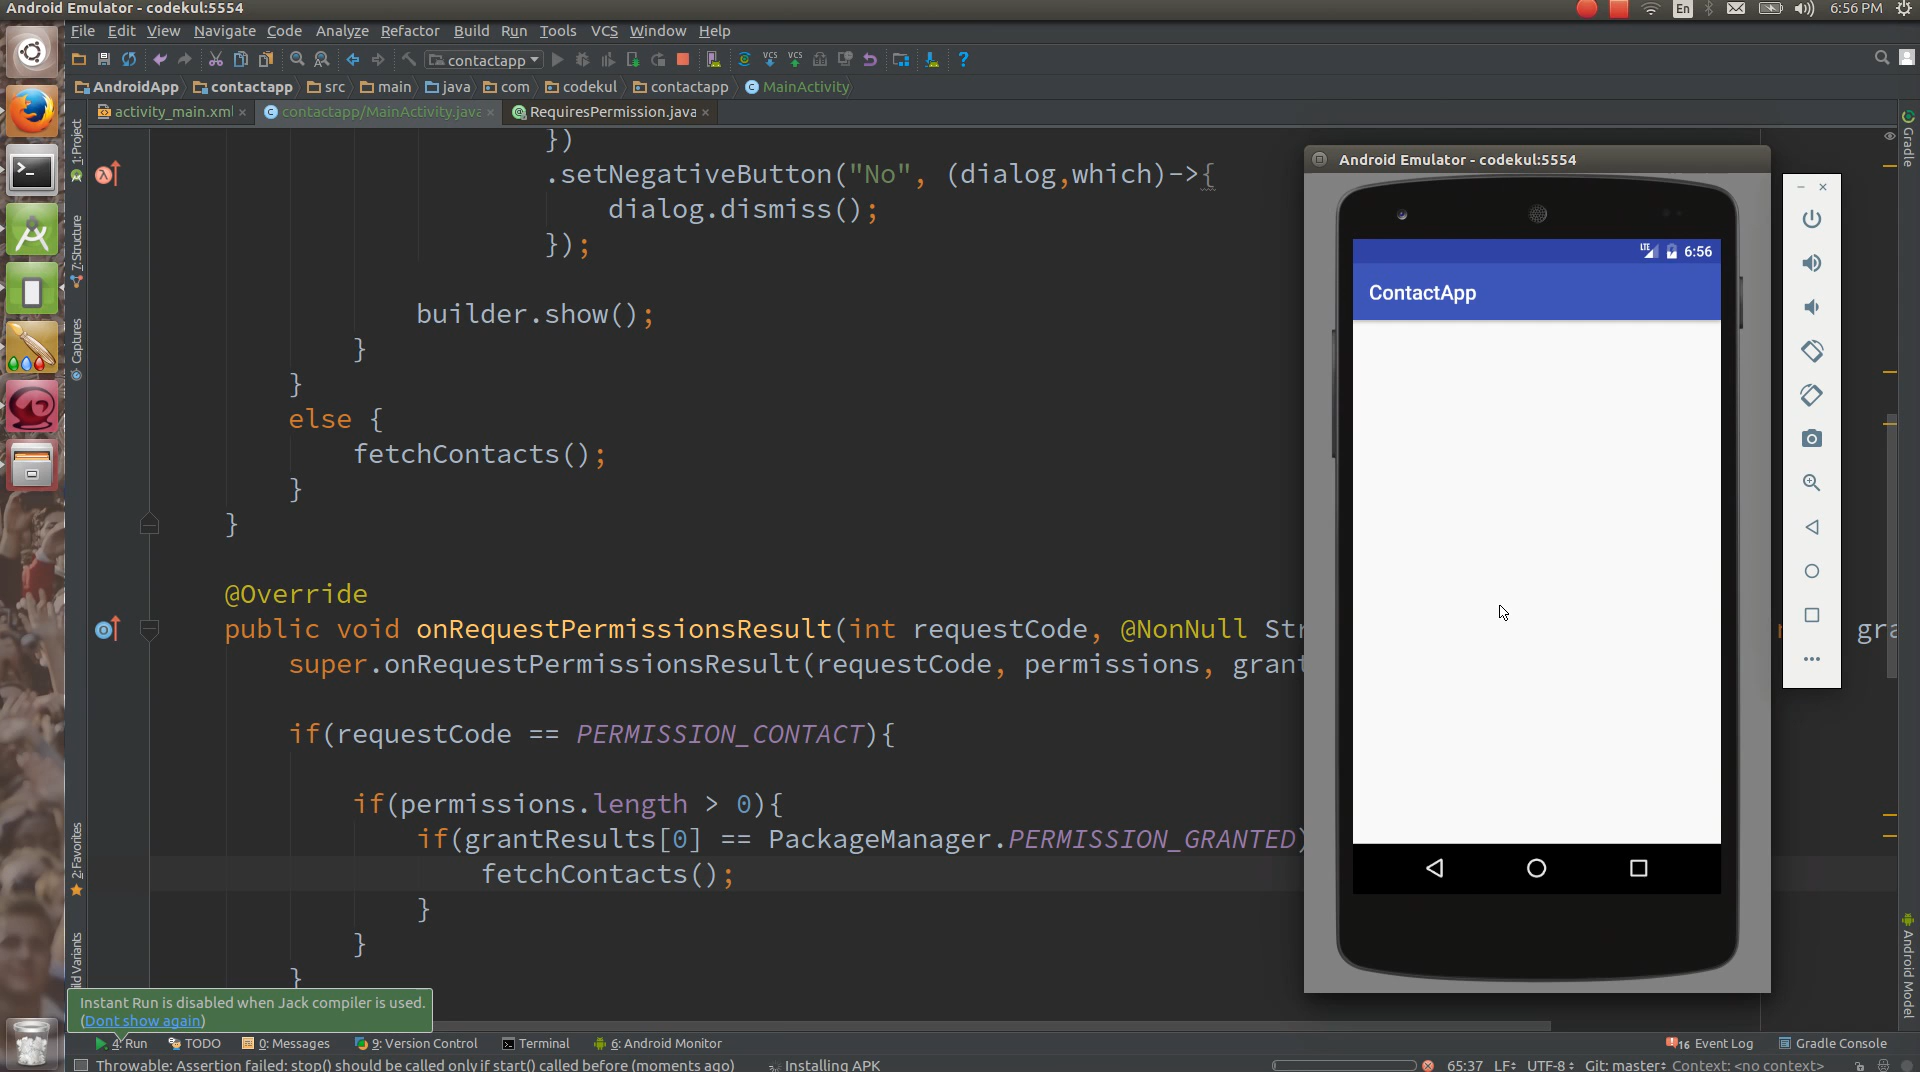 Android Emulator - codekul:5554
En
6:56 PM
File Edit View Navigate Code Analyze Refactor Build Run Tools VCS Window Help
contactapp
VCS VCS
?
AndroidApp contactapp src main java com codekul contactapp MainActivity
activity_main.xml × contactapp/MainActivity.java × RequiresPermission.java ×
1: Project
7: Structure
Captures
2: Favorites
ild Variants
Gradle
Android Model
})
.setNegativeButton("No", (dialog,which)->{
dialog.dismiss();
});
builder.show();
}
}
else {
fetchContacts();
}
}
@Override
public void onRequestPermissionsResult(int requestCode, @NonNull Str
gra
super.onRequestPermissionsResult(requestCode, permissions, grant
if(requestCode == PERMISSION_CONTACT){
if(permissions.length > 0){
if(grantResults[0] == PackageManager.PERMISSION_GRANTED)
fetchContacts();
}
}
}
Android Emulator - codekul:5554
LTE 6:56
ContactApp
Instant Run is disabled when Jack compiler is used.
(Dont show again)
4: Run TODO 0: Messages 9: Version Control Terminal 6: Android Monitor
16 Event Log Gradle Console
Throwable: Assertion failed: stop() should be called only if start() called before (moments ago) Installing APK
65:37 LF UTF-8 Git: master Context: <no context>